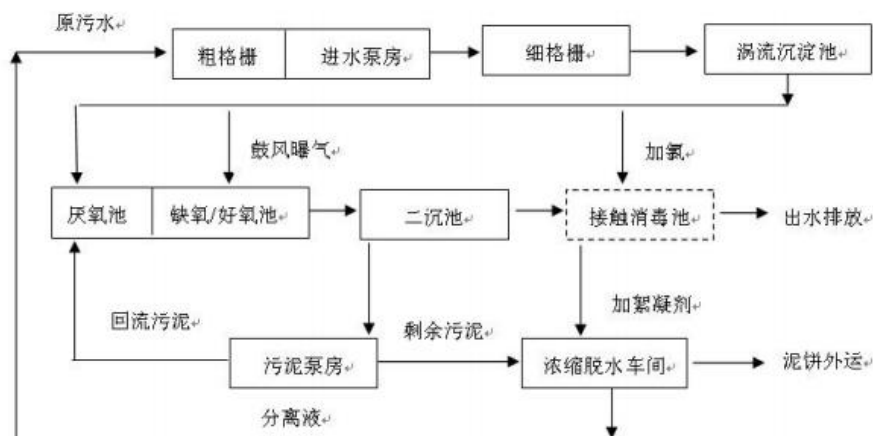 原污水
粗格栅 进水泵房 细格栅 涡流沉淀池
鼓风曝气 加氯
厌氧池 缺氧/好氧池 二沉池 接触消毒池 出水排放
回流污泥 剩余污泥 加絮凝剂
污泥泵房 浓缩脱水车间 泥饼外运
分离液